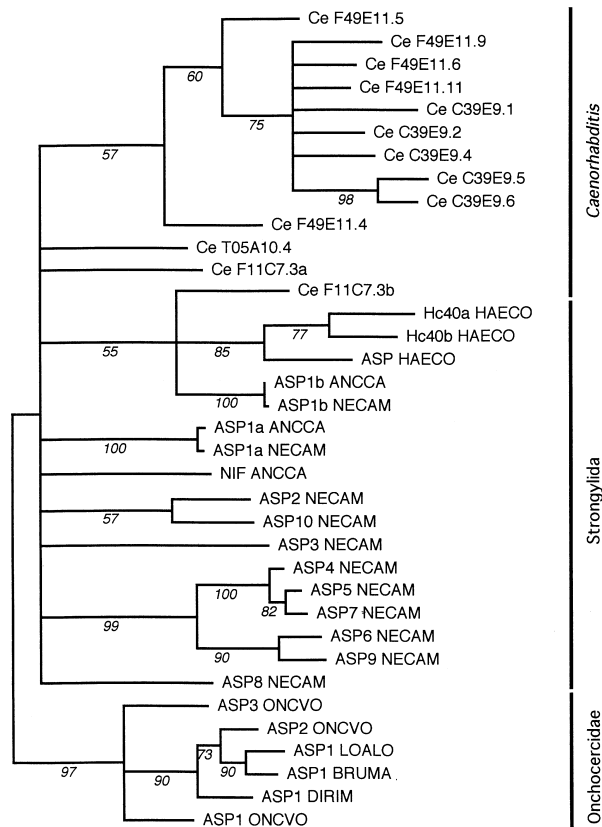 Ce F49E11.5
Ce F49E11.9
60
Ce F49E11.6
Ce F49E11.11
Ce C39E9.1
75
Ce C39E9.2
57
Ce C39E9.4
Ce C39E9.5
98
Ce C39E9.6
Ce F49E11.4
Ce T05A10.4
Ce F11C7.3a
Caenorhabditis
Ce F11C7.3b
Hc40a HAECO
77
Hc40b HAECO
55
85
ASP HAECO
ASP1b ANCCA
100
ASP1b NECAM
ASP1a ANCCA
100
ASP1a NECAM
NIF ANCCA
ASP2 NECAM
57
ASP10 NECAM
ASP3 NECAM
ASP4 NECAM
100
ASP5 NECAM
82
ASP7 NECAM
99
ASP6 NECAM
90
ASP9 NECAM
ASP8 NECAM
Strongylida
ASP3 ONCVO
ASP2 ONCVO
73
ASP1 LOALO
97
90
90
ASP1 BRUMA
ASP1 DIRIM
ASP1 ONCVO
Onchocercidae